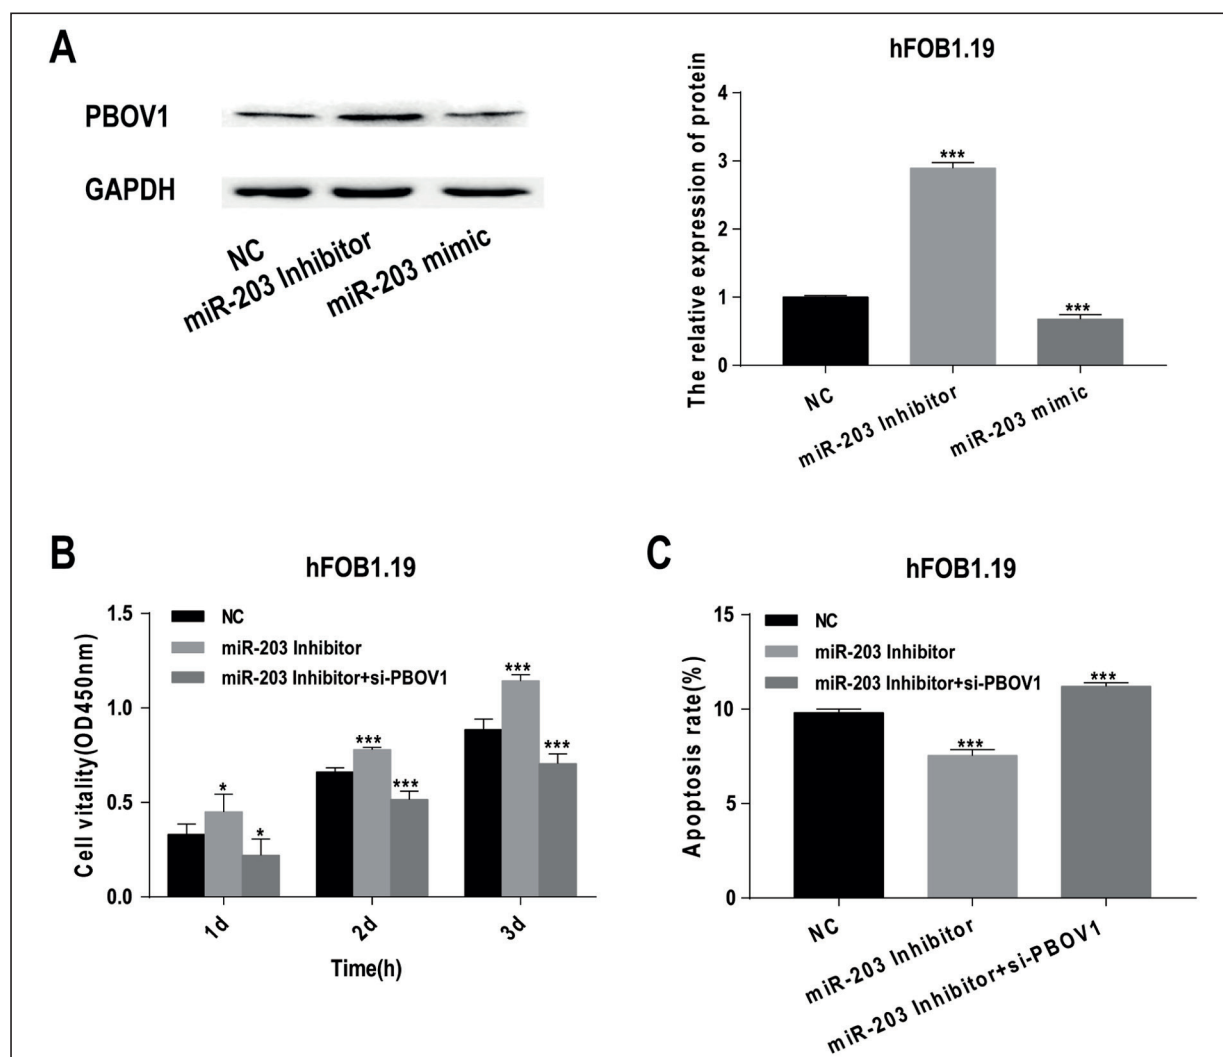 A
PBOV1
GAPDH
NC
miR-203 Inhibitor
miR-203 mimic
hFOB1.19
The relative expression of protein
4
3
2
1
0
***
***
NC
miR-203 Inhibitor
miR-203 mimic
B
hFOB1.19
NC
miR-203 Inhibitor
miR-203 Inhibitor+si-PBOV1
Cell vitality(OD450nm)
1.5
1.0
0.5
0.0
*
*
***
***
***
***
1d
2d
3d
Time(h)
C
hFOB1.19
NC
miR-203 Inhibitor
miR-203 Inhibitor+si-PBOV1
Apoptosis rate(%)
15
10
5
0
***
***
NC
miR-203 Inhibitor
miR-203 Inhibitor+si-PBOV1